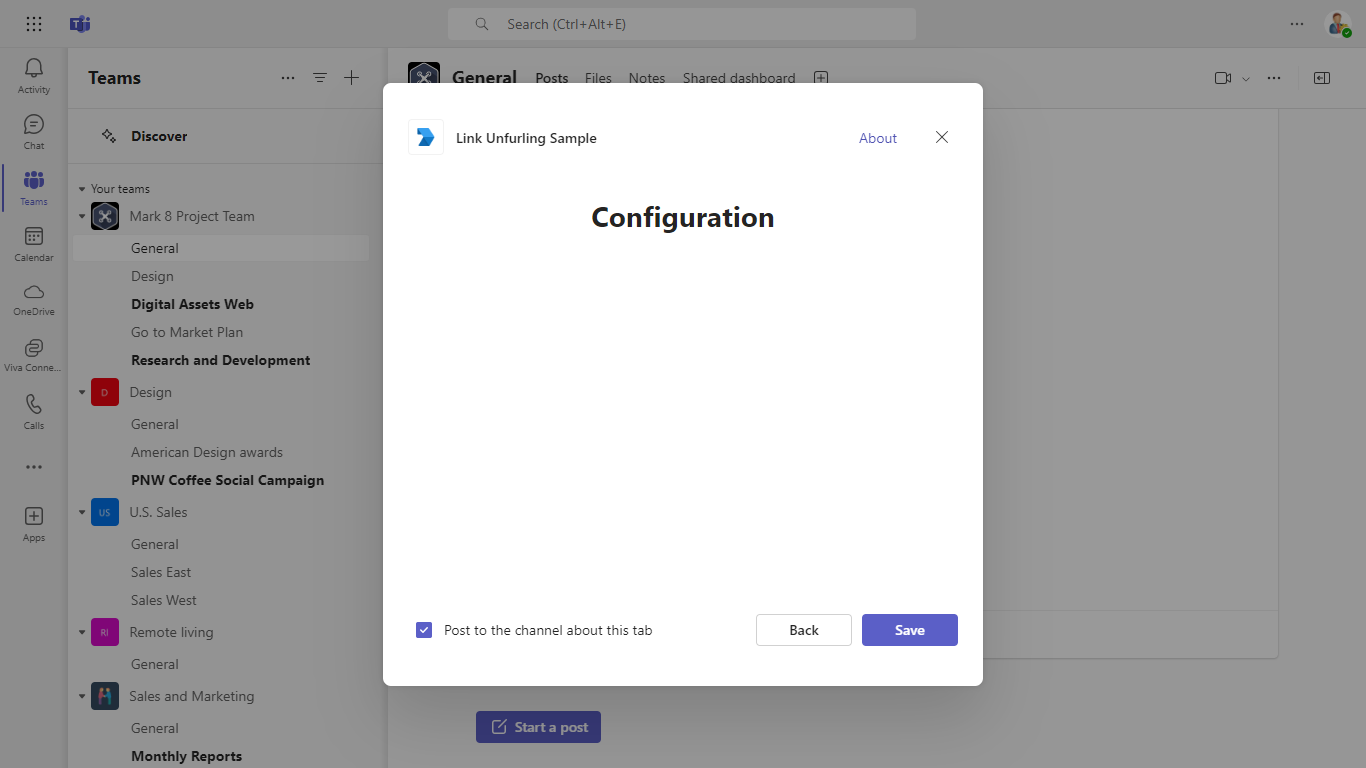 Search (Ctrl+Alt+E)
Activity
Chat
Teams
Calendar
OneDrive
Viva Conne...
Calls
Apps
Teams
Discover
Your teams
Mark 8 Project Team
General
Design
Digital Assets Web
Go to Market Plan
Research and Development
D
Design
General
American Design awards
PNW Coffee Social Campaign
US
U.S. Sales
General
Sales East
Sales West
RI
Remote living
General
Sales and Marketing
General
Monthly Reports
General
Posts
Files
Notes
Shared dashboard
Link Unfurling Sample
About
Configuration
Post to the channel about this tab
Back
Save
Start a post